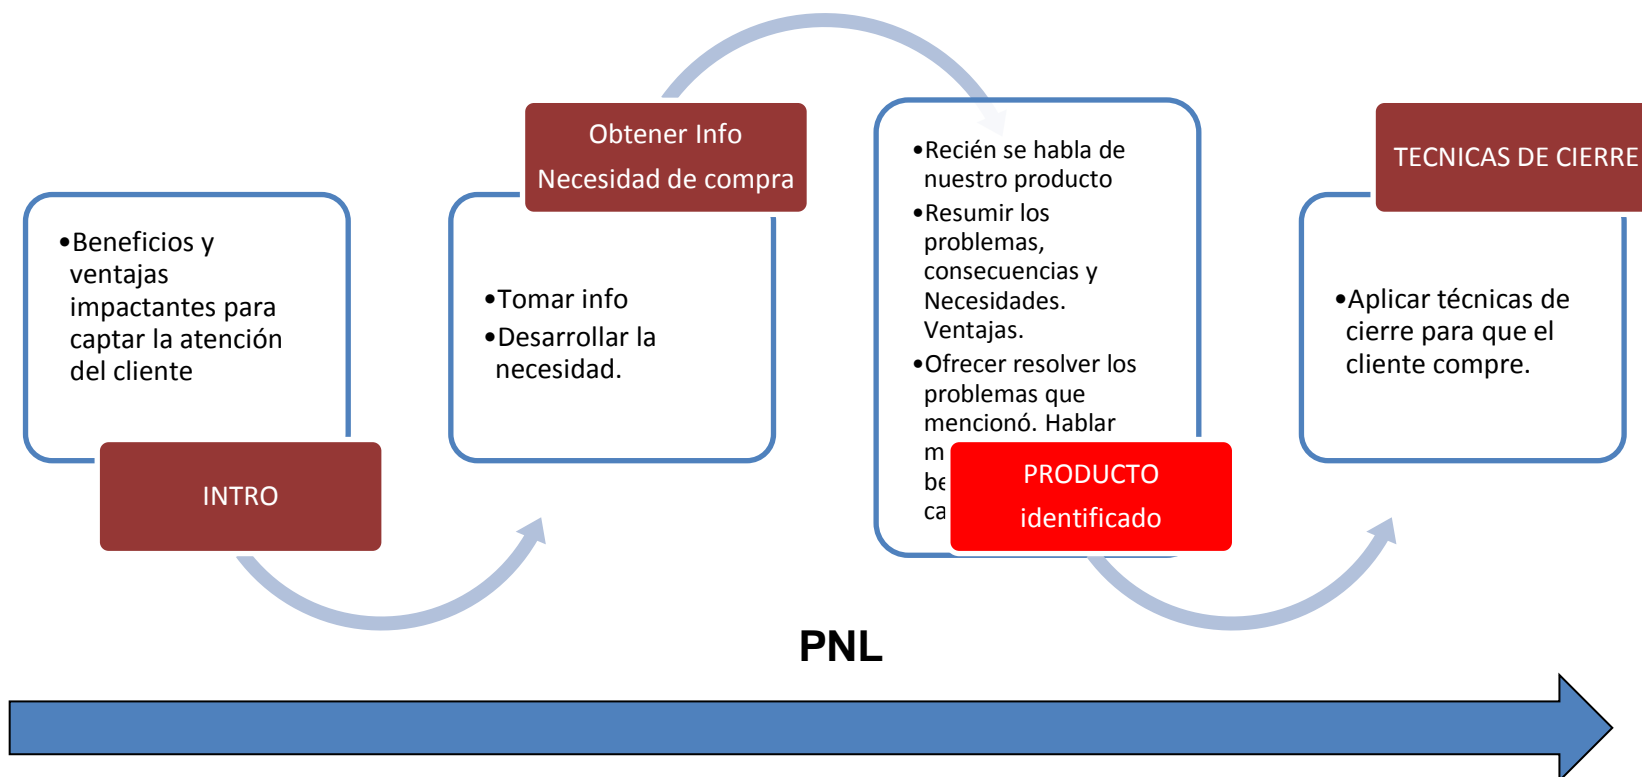 •Beneficios y
ventajas
impactantes para
captar la atención
del cliente
INTRO
Obtener Info
Necesidad de compra
•Tomar info
•Desarrollar la
necesidad.
•Recién se habla de
nuestro producto
•Resumir los
problemas,
consecuencias y
Necesidades.
Ventajas.
•Ofrecer resolver los
problemas que
mencionó. Hablar
PRODUCTO
identificado
TECNICAS DE CIERRE
•Aplicar técnicas de
cierre para que el
cliente compre.
PNL